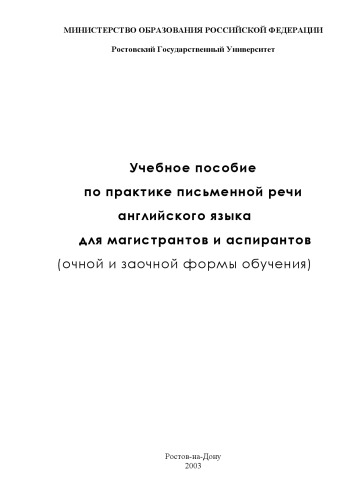 МИНИСТЕРСТВО ОБРАЗОВАНИЯ РОССИЙСКОЙ ФЕДЕРАЦИИ
Ростовский Государственный Университет
Учебное пособие
по практике письменной речи
английского языка
для магистрантов и аспирантов
(очной и заочной формы обучения)
Ростов-на-Дону
2003